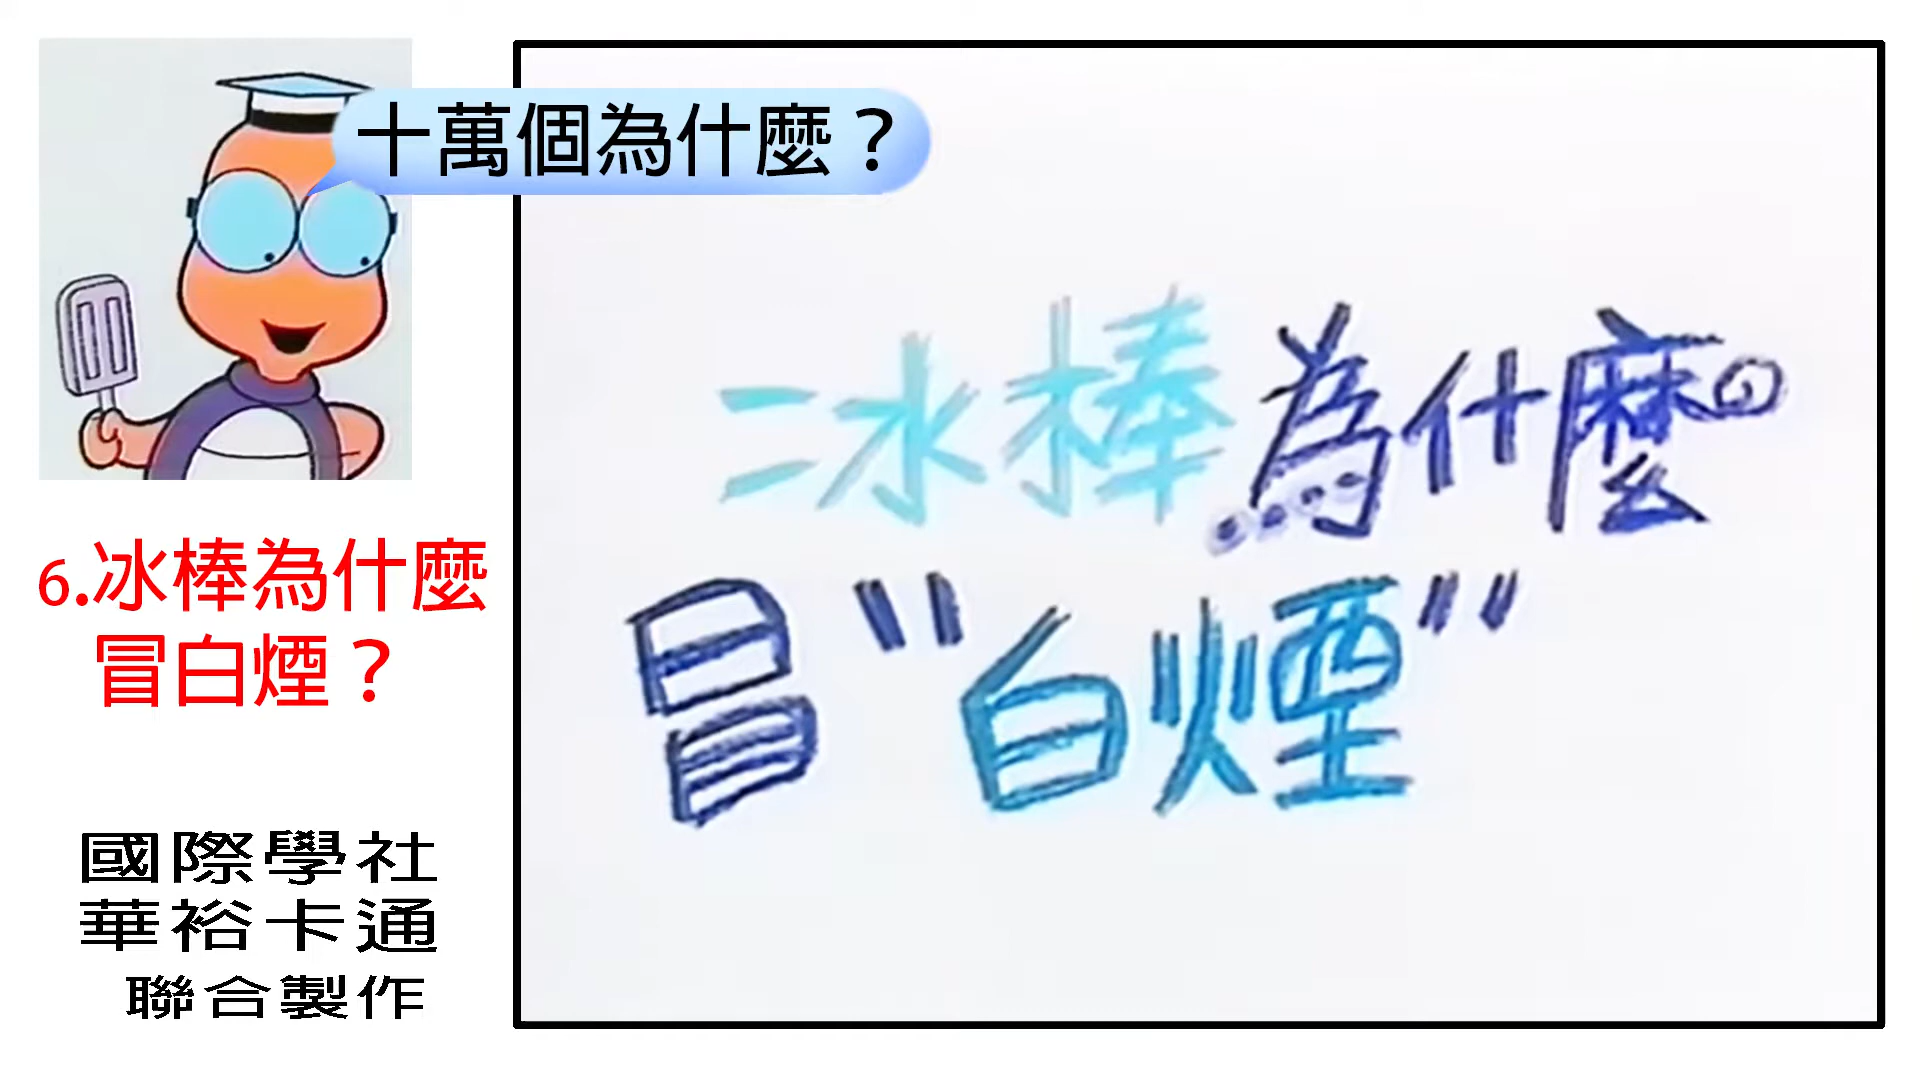 十萬個為什麼？
6.冰棒為什麼
冒白煙？
國際學社
華裕卡通
聯合製作
冰棒為什麼
冒"白煙"